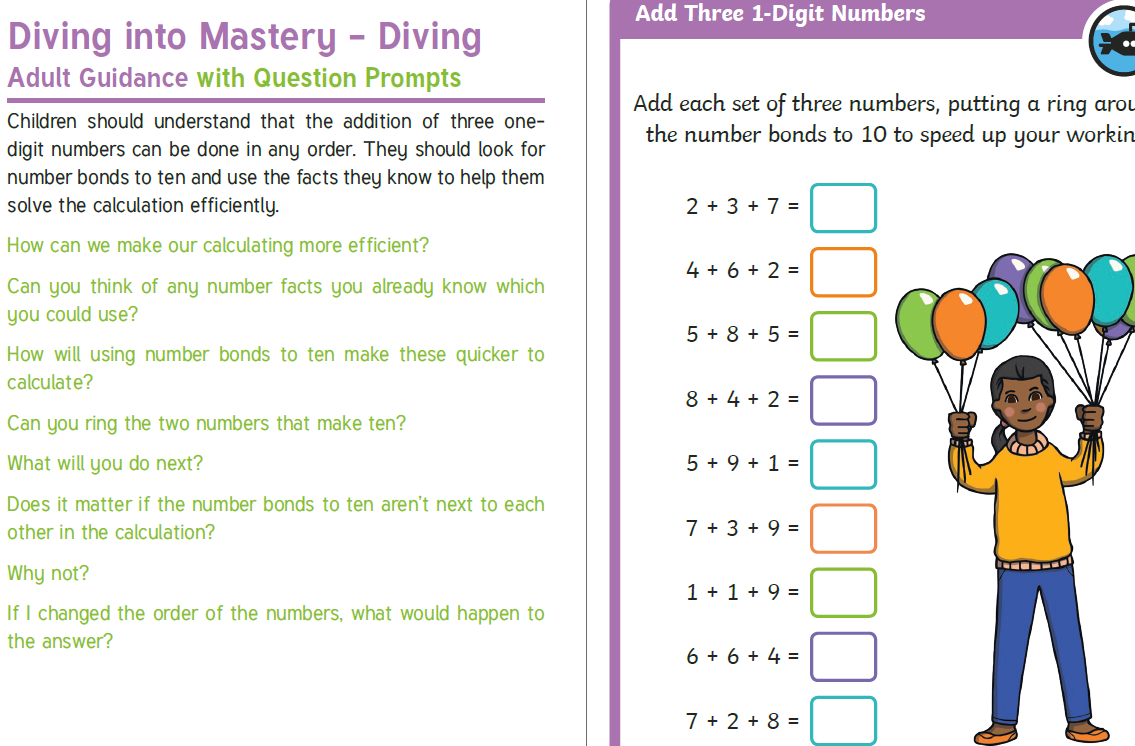 Diving into Mastery – Diving
Adult Guidance with Question Prompts
Children should understand that the addition of three one-
digit numbers can be done in any order. They should look for
number bonds to ten and use the facts they know to help them
solve the calculation efficiently.
How can we make our calculating more efficient?
Can you think of any number facts you already know which
you could use?
How will using number bonds to ten make these quicker to
calculate?
Can you ring the two numbers that make ten?
What will you do next?
Does it matter if the number bonds to ten aren't next to each
other in the calculation?
Why not?
If I changed the order of the numbers, what would happen to
the answer?
Add Three 1-Digit Numbers
Add each set of three numbers, putting a ring arou
the number bonds to 10 to speed up your workin
2 + 3 + 7 =
4 + 6 + 2 =
5 + 8 + 5 =
8 + 4 + 2 =
5 + 9 + 1 =
7 + 3 + 9 =
1 + 1 + 9 =
6 + 6 + 4 =
7 + 2 + 8 =